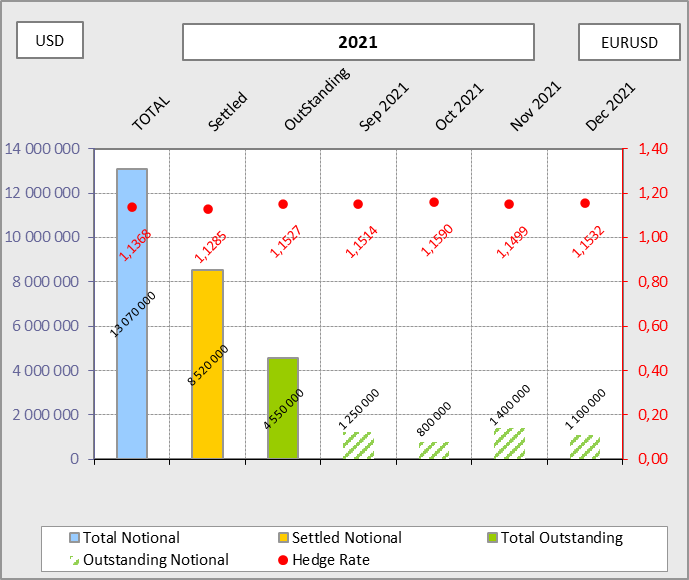 USD
2021
EURUSD
TOTAL
Settled
OutStanding
Sep 2021
Oct 2021
Nov 2021
Dec 2021
14 000 000
12 000 000
10 000 000
8 000 000
6 000 000
4 000 000
2 000 000
0
1,1368
1,1285
1,1527
1,1514
1,1590
1,1499
1,1532
13 070 000
8 520 000
4 550 000
1 250 000
800 000
1 400 000
1 100 000
1,40
1,20
1,00
0,80
0,60
0,40
0,20
0,00
Total Notional
Settled Notional
Total Outstanding
Outstanding Notional
Hedge Rate